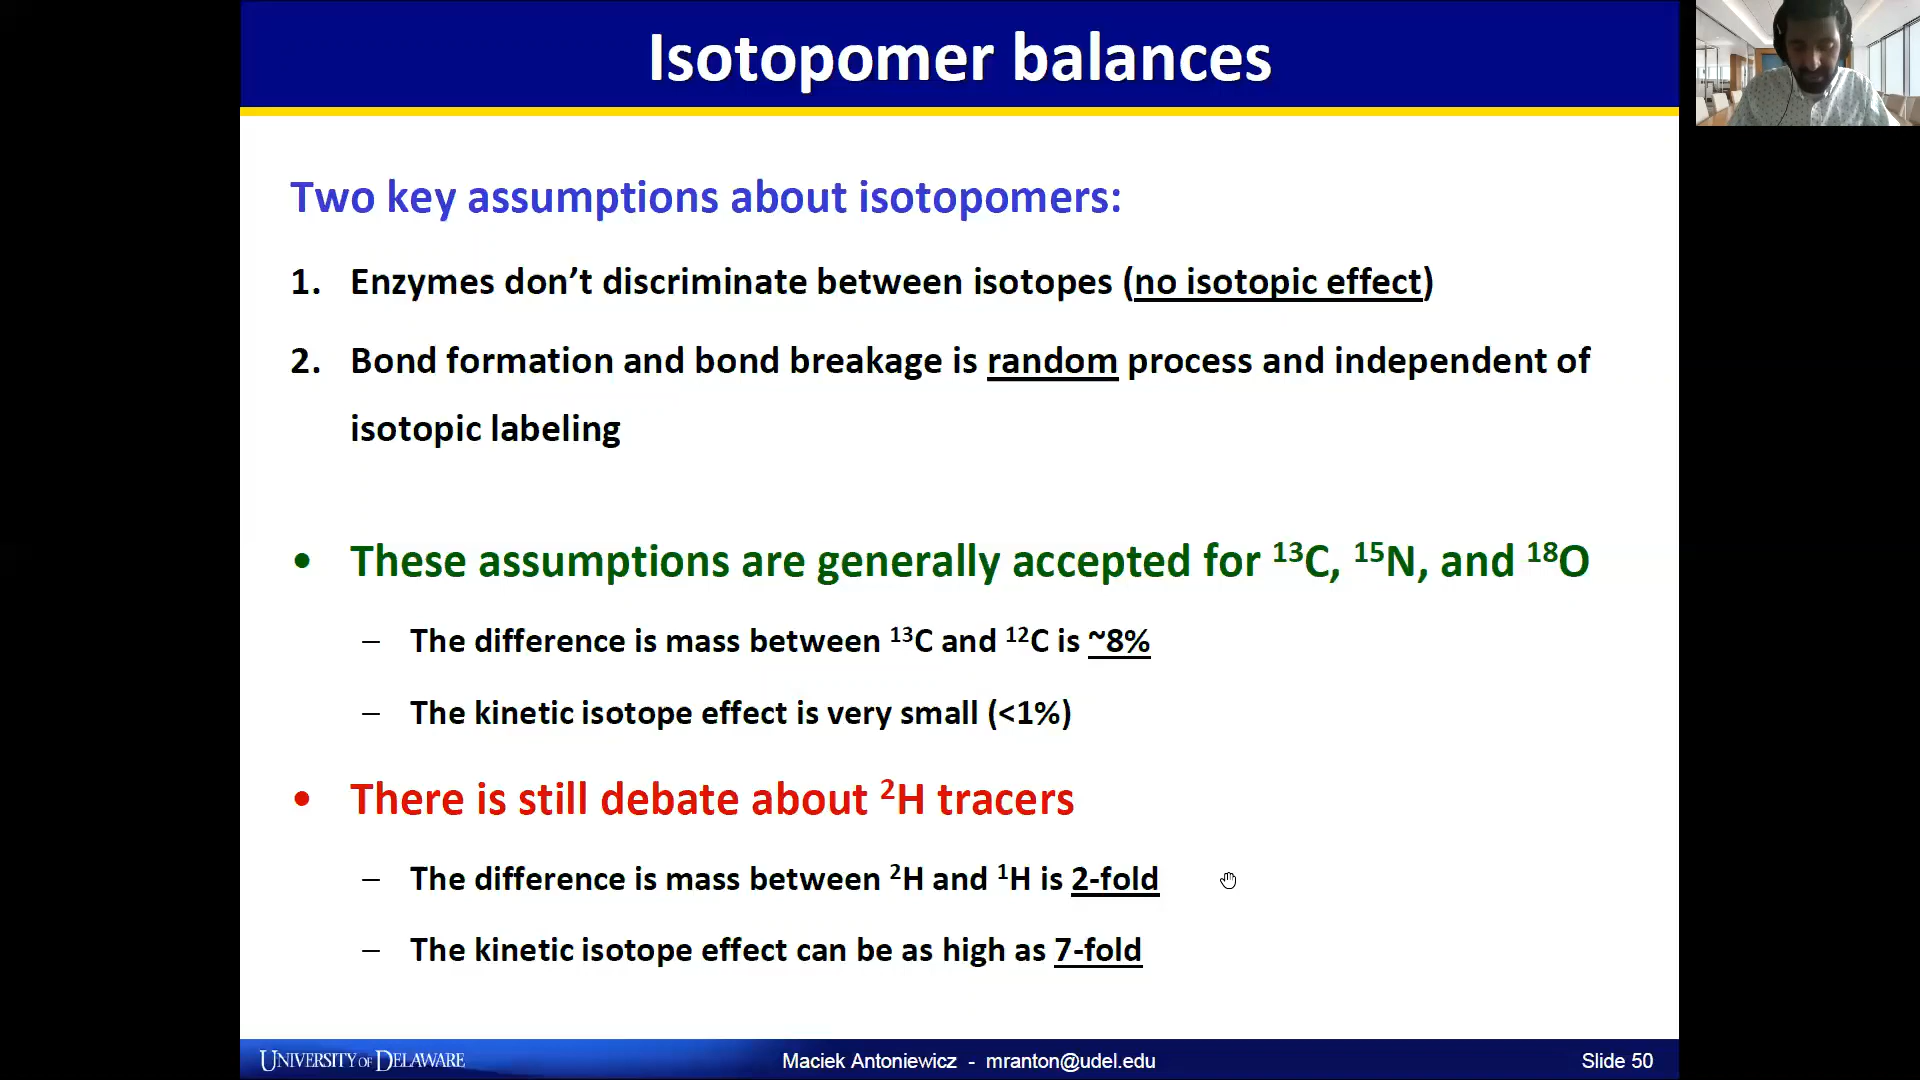 Isotopomer balances
Two key assumptions about isotopomers:
1. Enzymes don’t discriminate between isotopes (no isotopic effect)
2. Bond formation and bond breakage is random process and independent of
isotopic labeling
• These assumptions are generally accepted for ¹³C, ¹⁵N, and ¹⁸O
– The difference is mass between ¹³C and ¹²C is ~8%
– The kinetic isotope effect is very small (<1%)
• There is still debate about ²H tracers
– The difference is mass between ²H and ¹H is 2-fold
– The kinetic isotope effect can be as high as 7-fold
UNIVERSITY OF DELAWARE Maciek Antoniewicz - mranton@udel.edu Slide 50